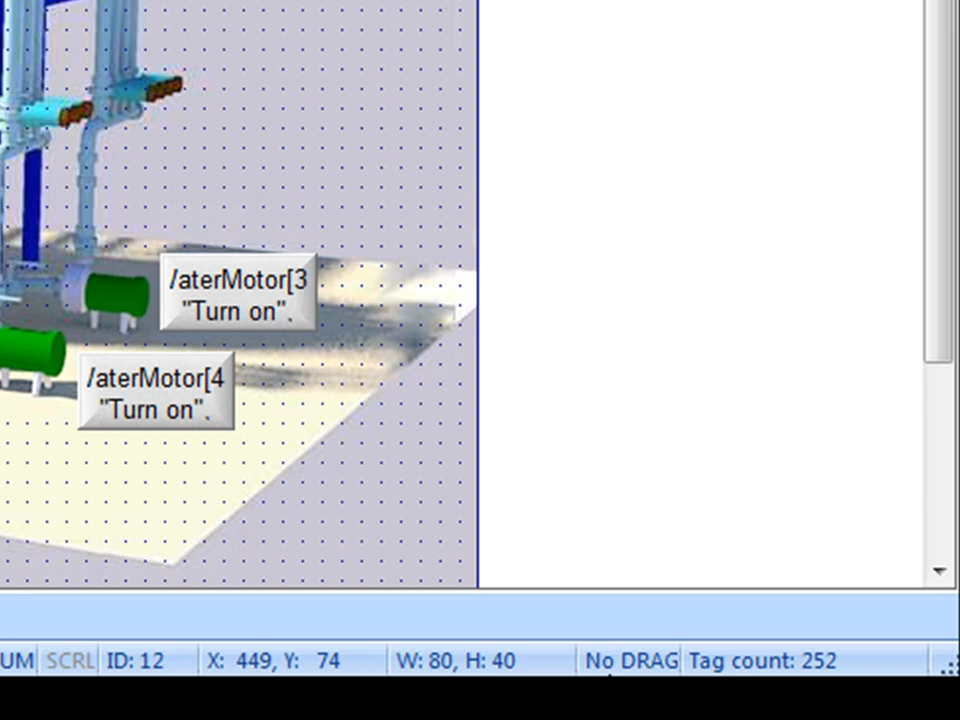 /aterMotor[3
"Turn on".
/aterMotor[4
"Turn on".
UM SCRL ID: 12 X: 449, Y: 74 W: 80, H: 40 No DRAG Tag count: 252